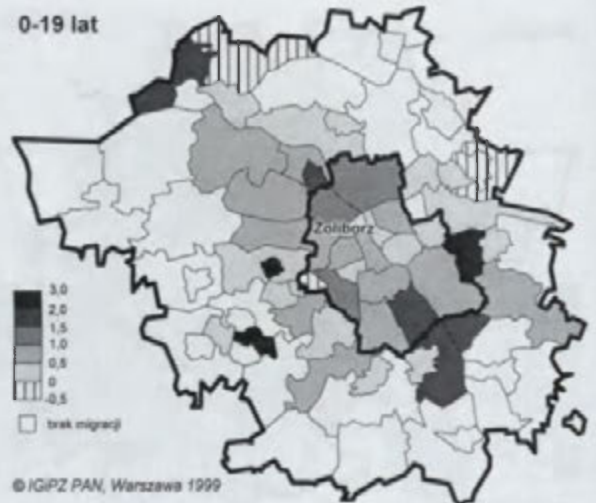 0-19 lat
Żoliborz
3,0
2,0
1,5
1,0
0,5
0
-0,5
brak migracji
© IGiPZ PAN, Warszawa 1999